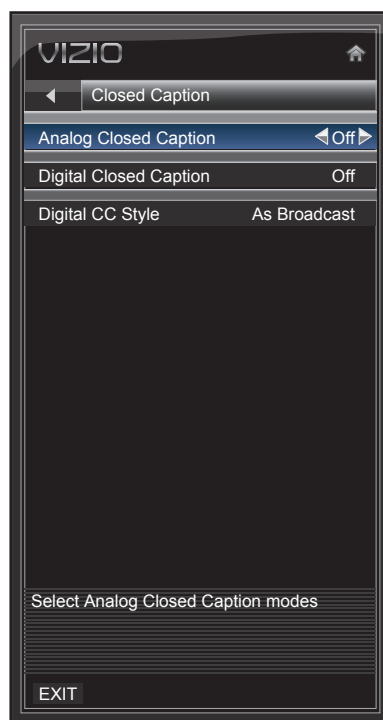 VIZIO
Closed Caption
Analog Closed Caption Off
Digital Closed Caption Off
Digital CC Style As Broadcast
Select Analog Closed Caption modes
EXIT